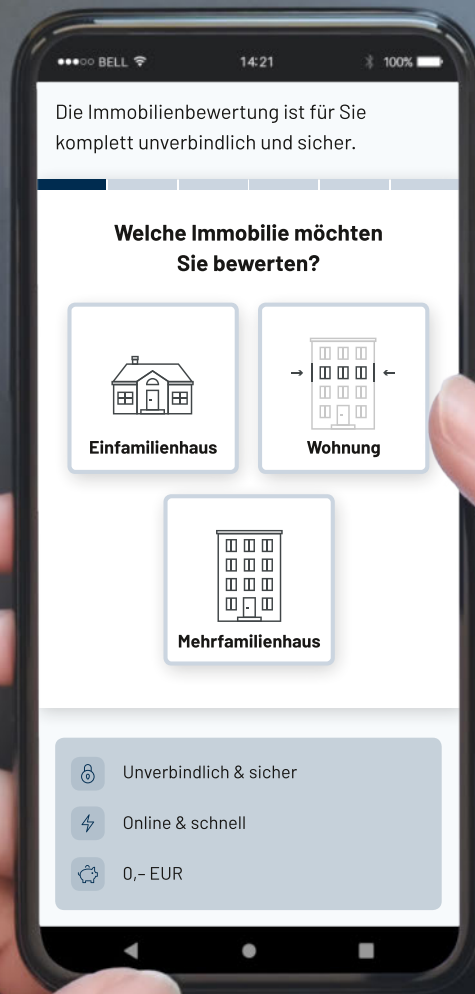 BELL 14:21 100%
Die Immobilienbewertung ist für Sie
komplett unverbindlich und sicher.
Welche Immobilie möchten
Sie bewerten?
Einfamilienhaus Wohnung
Mehrfamilienhaus
Unverbindlich & sicher
Online & schnell
0,– EUR